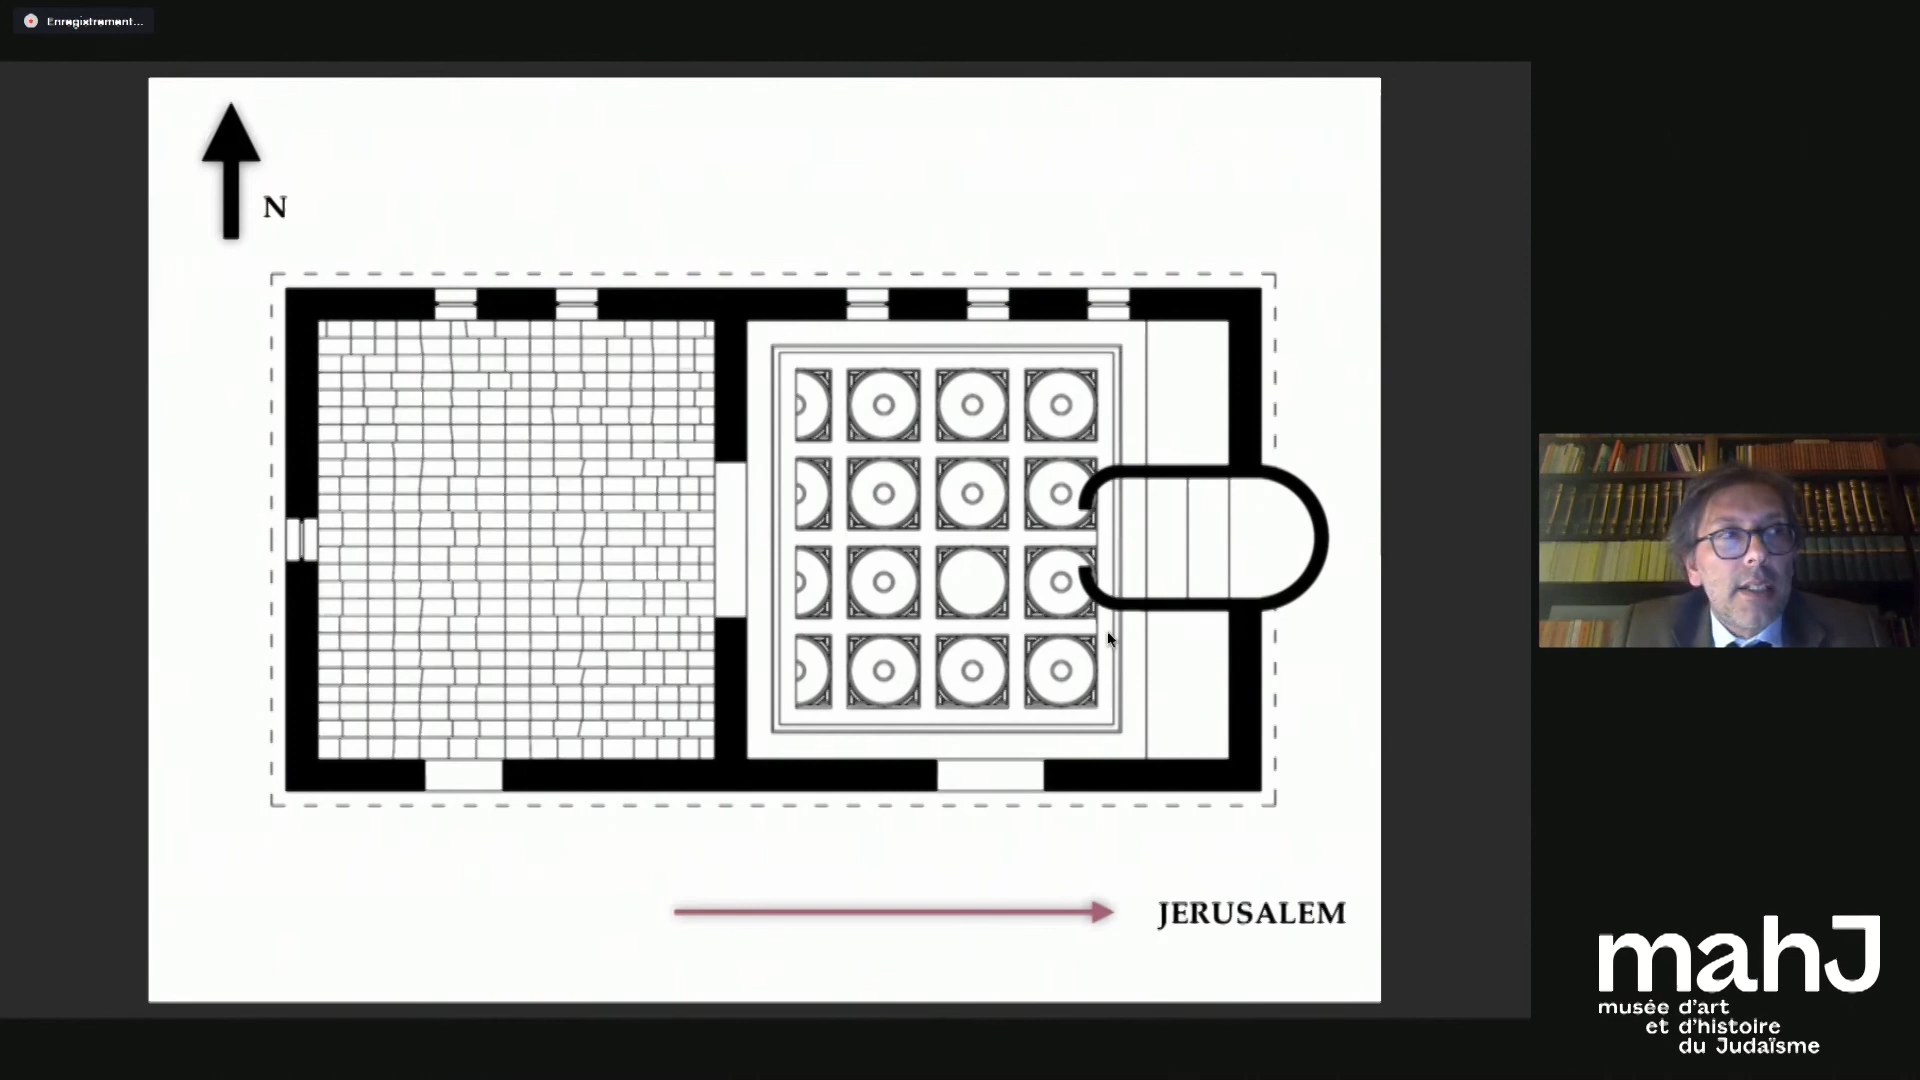 Enregistrement...
N
JERUSALEM
mahJ
musée d'art
et d'histoire
du Judaïsme